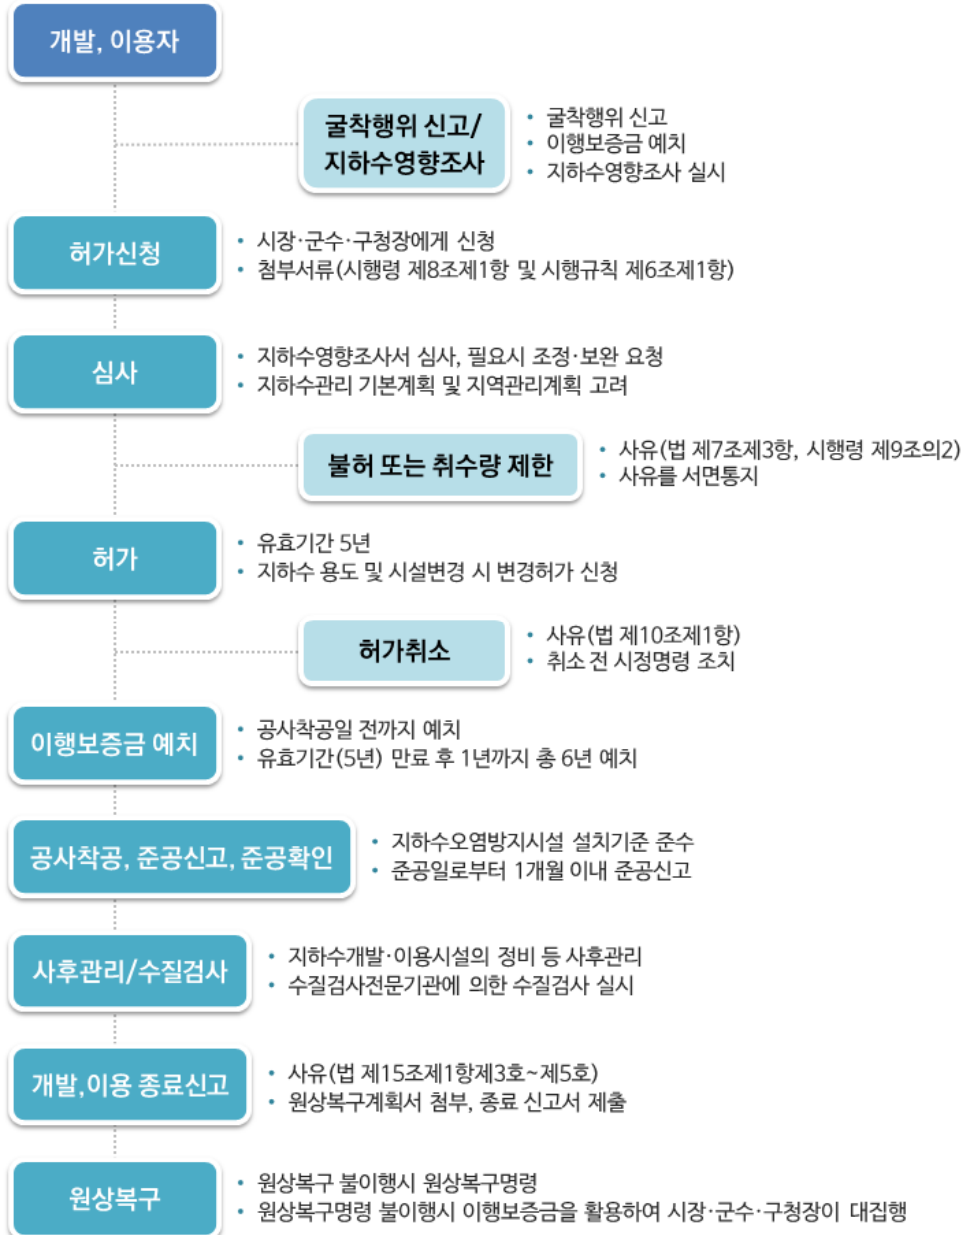 개발, 이용자
굴착행위 신고/
지하수영향조사
• 굴착행위 신고
• 이행보증금 예치
• 지하수영향조사 실시
허가신청
• 시장·군수·구청장에게 신청
• 첨부서류(시행령 제8조제1항 및 시행규칙 제6조제1항)
심사
• 지하수영향조사서 심사, 필요시 조정·보완 요청
• 지하수관리 기본계획 및 지역관리계획 고려
불허 또는 취수량 제한
• 사유(법 제7조제3항, 시행령 제9조의2)
• 사유를 서면통지
허가
• 유효기간 5년
• 지하수 용도 및 시설변경 시 변경허가 신청
허가취소
• 사유(법 제10조제1항)
• 취소 전 시정명령 조치
이행보증금 예치
• 공사착공일 전까지 예치
• 유효기간(5년) 만료 후 1년까지 총 6년 예치
공사착공, 준공신고, 준공확인
• 지하수오염방지시설 설치기준 준수
• 준공일로부터 1개월 이내 준공신고
사후관리/수질검사
• 지하수개발·이용시설의 정비 등 사후관리
• 수질검사전문기관에 의한 수질검사 실시
개발,이용 종료신고
• 사유(법 제15조제1항제3호~제5호)
• 원상복구계획서 첨부, 종료 신고서 제출
원상복구
• 원상복구 불이행시 원상복구명령
• 원상복구명령 불이행시 이행보증금을 활용하여 시장·군수·구청장이 대집행